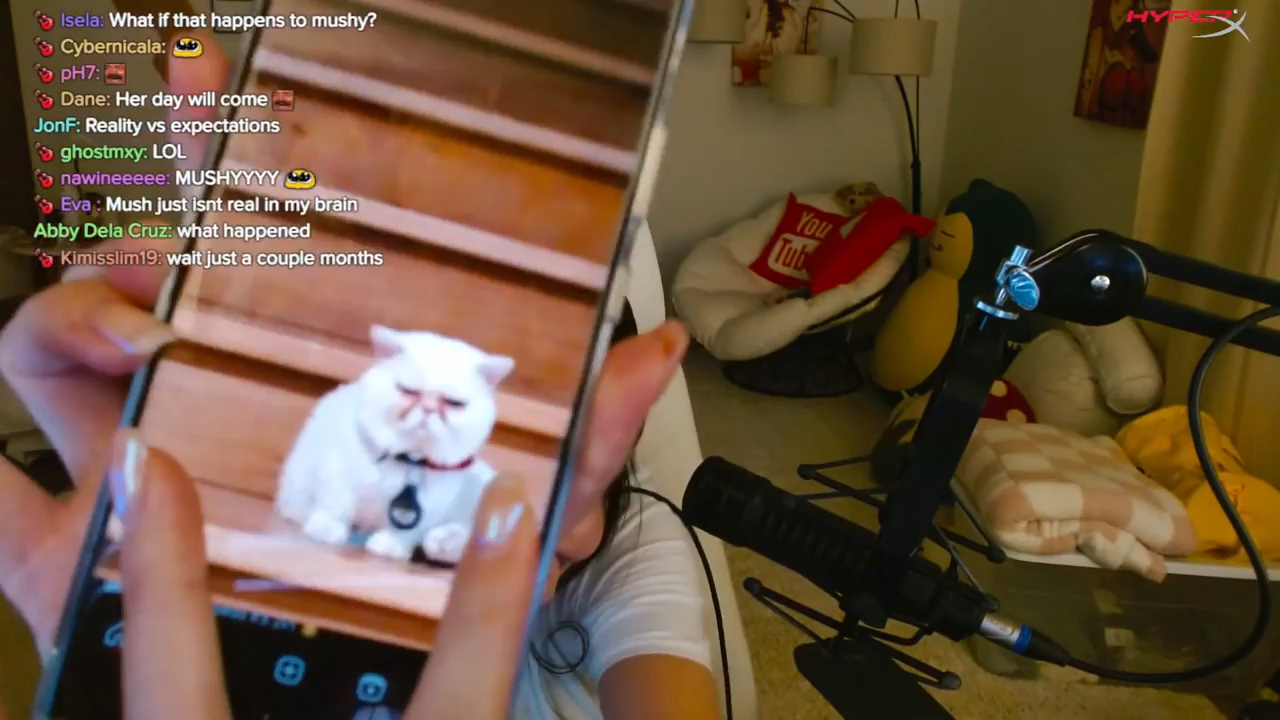 Isela: What if that happens to mushy?
Cybernicala:
pH7:
Dane: Her day will come
JonF: Reality vs expectations
ghostmxy: LOL
nawineeeee: MUSHYYYY
Eva : Mush just isnt real in my brain
Abby Dela Cruz: what happened
Kimisslim19: wait just a couple months
HYPERX
You
Tub